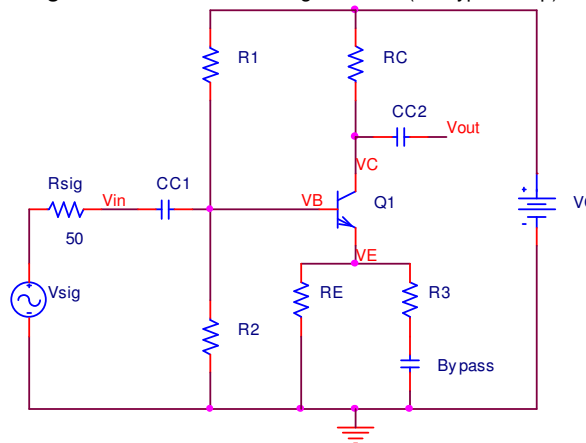 R1
RC
CC2
Vout
VC
Rsig
Vin
CC1
VB
Q1
50
VE
Vsig
RE
R3
R2
Bypass